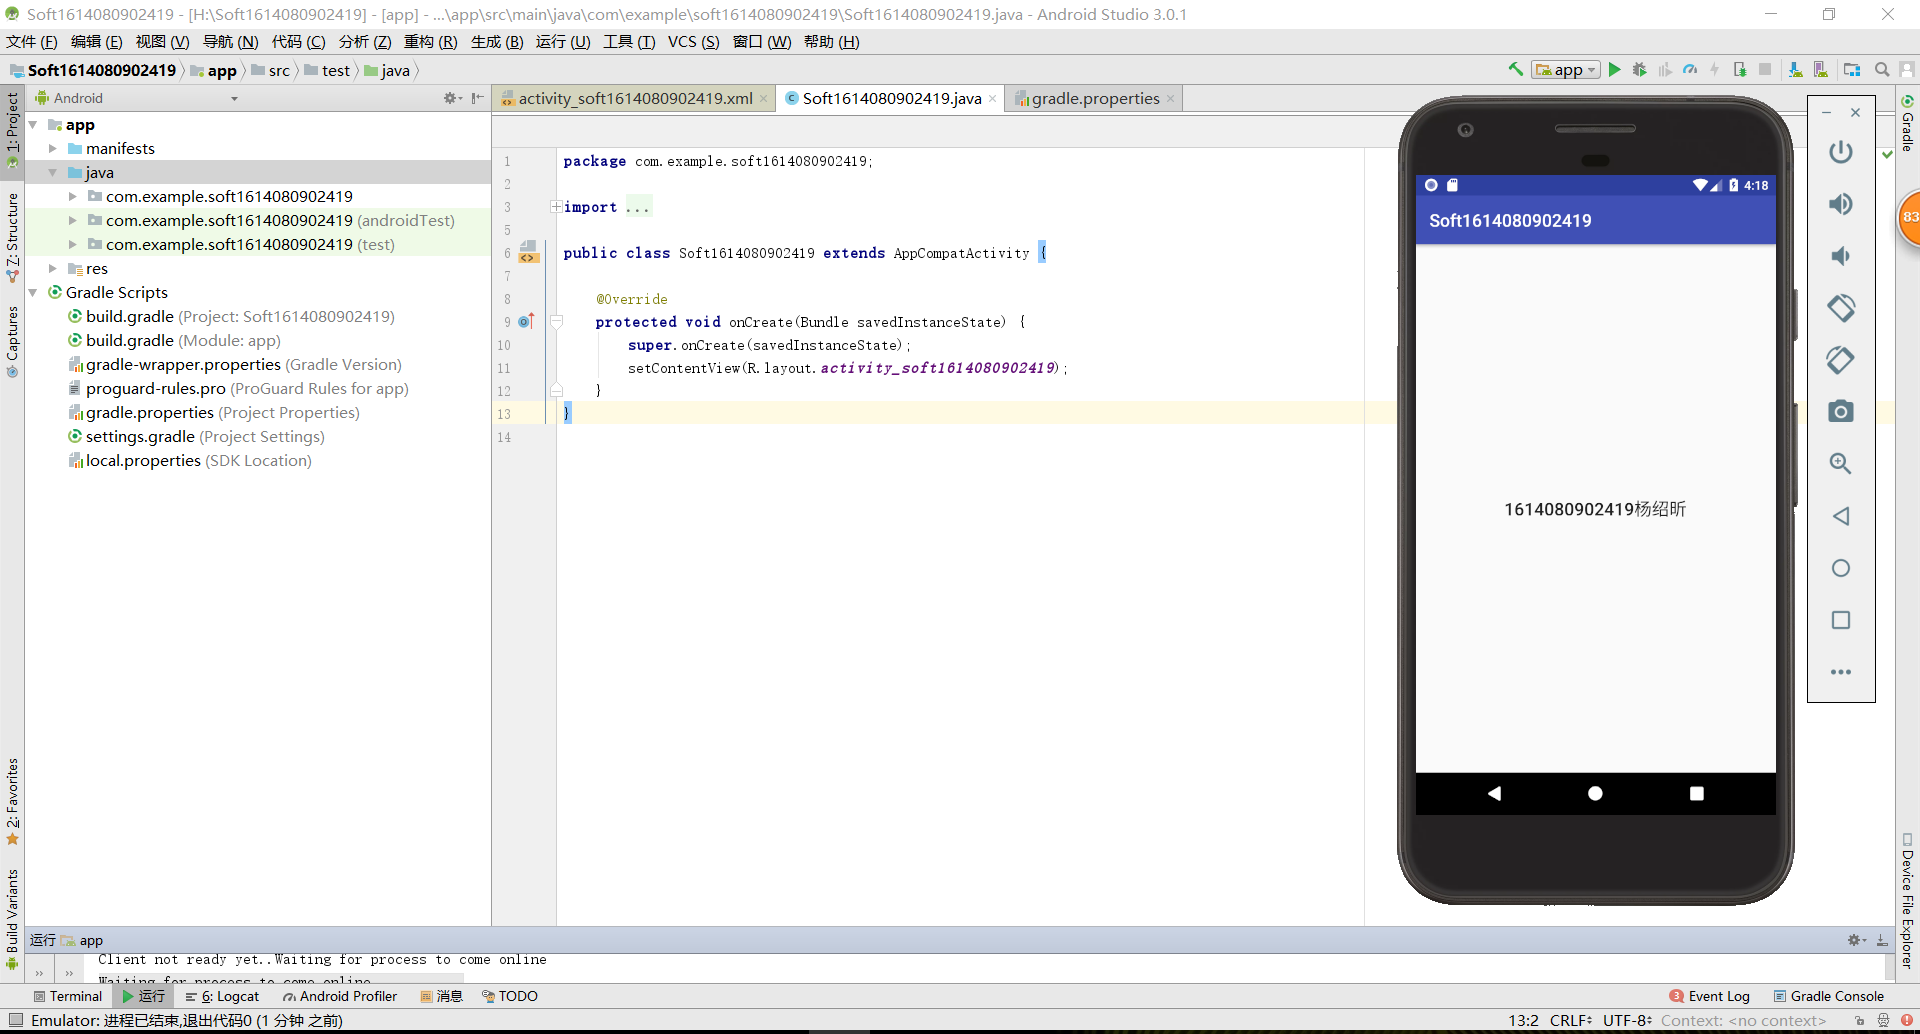 Soft1614080902419 - [H:\Soft1614080902419] - [app] - ...\app\src\main\java\com\example\soft1614080902419\Soft1614080902419.java - Android Studio 3.0.1
文件 (F) 编辑 (E) 视图 (V) 导航 (N) 代码 (C) 分析 (Z) 重构 (R) 生成 (B) 运行 (U) 工具 (T) VCS (S) 窗口 (W) 帮助 (H)
Soft1614080902419 app src test java
app
Android
activity_soft1614080902419.xml Soft1614080902419.java gradle.properties
1: Project
Z: Structure
Captures
2: Favorites
Build Variants
app
manifests
java
com.example.soft1614080902419
com.example.soft1614080902419 (androidTest)
com.example.soft1614080902419 (test)
res
Gradle Scripts
build.gradle (Project: Soft1614080902419)
build.gradle (Module: app)
gradle-wrapper.properties (Gradle Version)
proguard-rules.pro (ProGuard Rules for app)
gradle.properties (Project Properties)
settings.gradle (Project Settings)
local.properties (SDK Location)
1 package com.example.soft1614080902419;
2
3 import ...
5
6 public class Soft1614080902419 extends AppCompatActivity {
7
8 @Override
9 protected void onCreate(Bundle savedInstanceState) {
10 super.onCreate(savedInstanceState);
11 setContentView(R.layout.activity_soft1614080902419);
12 }
13 }
14
4:18
Soft1614080902419
1614080902419杨绍昕
83
Gradle
Device File Explorer
运行 app
Client not ready yet..Waiting for process to come online
Waiting for process to come online
Terminal 运行 6: Logcat Android Profiler 消息 TODO
3 Event Log Gradle Console
Emulator: 进程已结束,退出代码0 (1 分钟 之前)
13:2 CRLF UTF-8 Context: <no context>